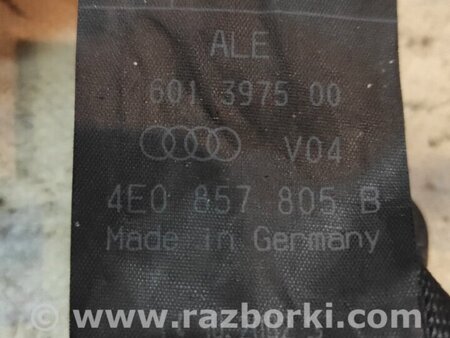 ALE
601 3975 00
V04
4E0 857 805 B
Made in Germany
www.razborki.com